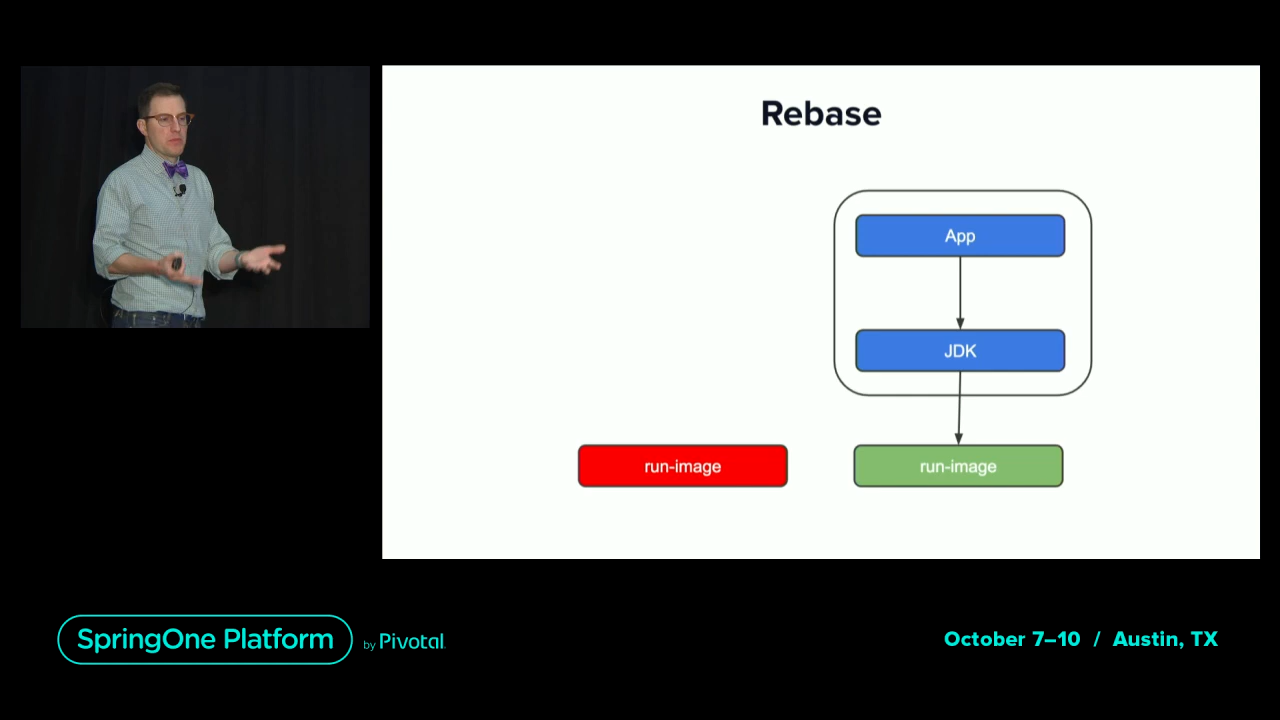 Rebase
App
JDK
run-image
run-image
SpringOne Platform by Pivotal
October 7–10 / Austin, TX